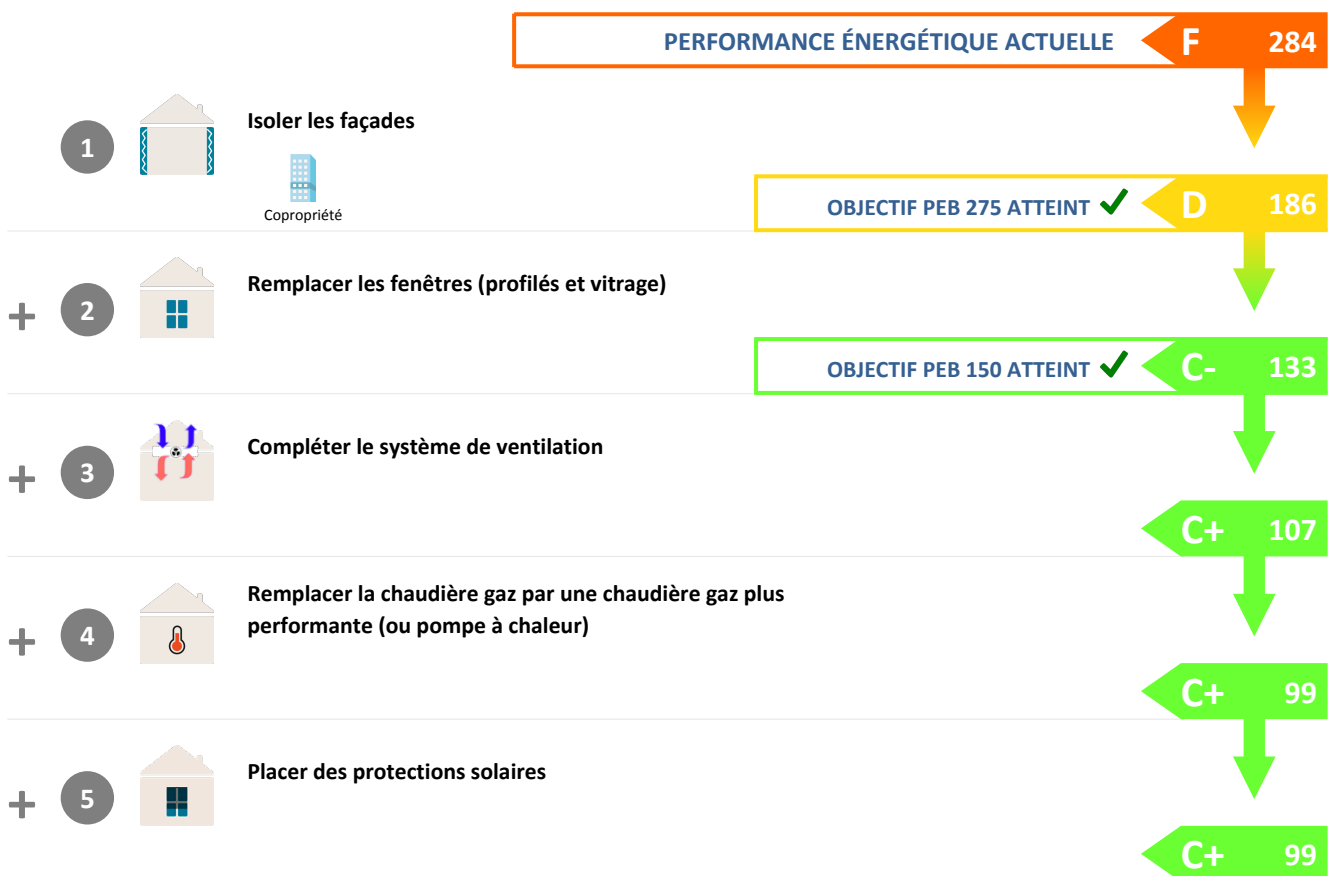 PERFORMANCE ÉNERGÉTIQUE ACTUELLE F 284
1 Isoler les façades
Copropriété
OBJECTIF PEB 275 ATTEINT ✔ D 186
+ 2 Remplacer les fenêtres (profilés et vitrage)
OBJECTIF PEB 150 ATTEINT ✔ C- 133
+ 3 Compléter le système de ventilation
C+ 107
+ 4 Remplacer la chaudière gaz par une chaudière gaz plus
performante (ou pompe à chaleur)
C+ 99
+ 5 Placer des protections solaires
C+ 99